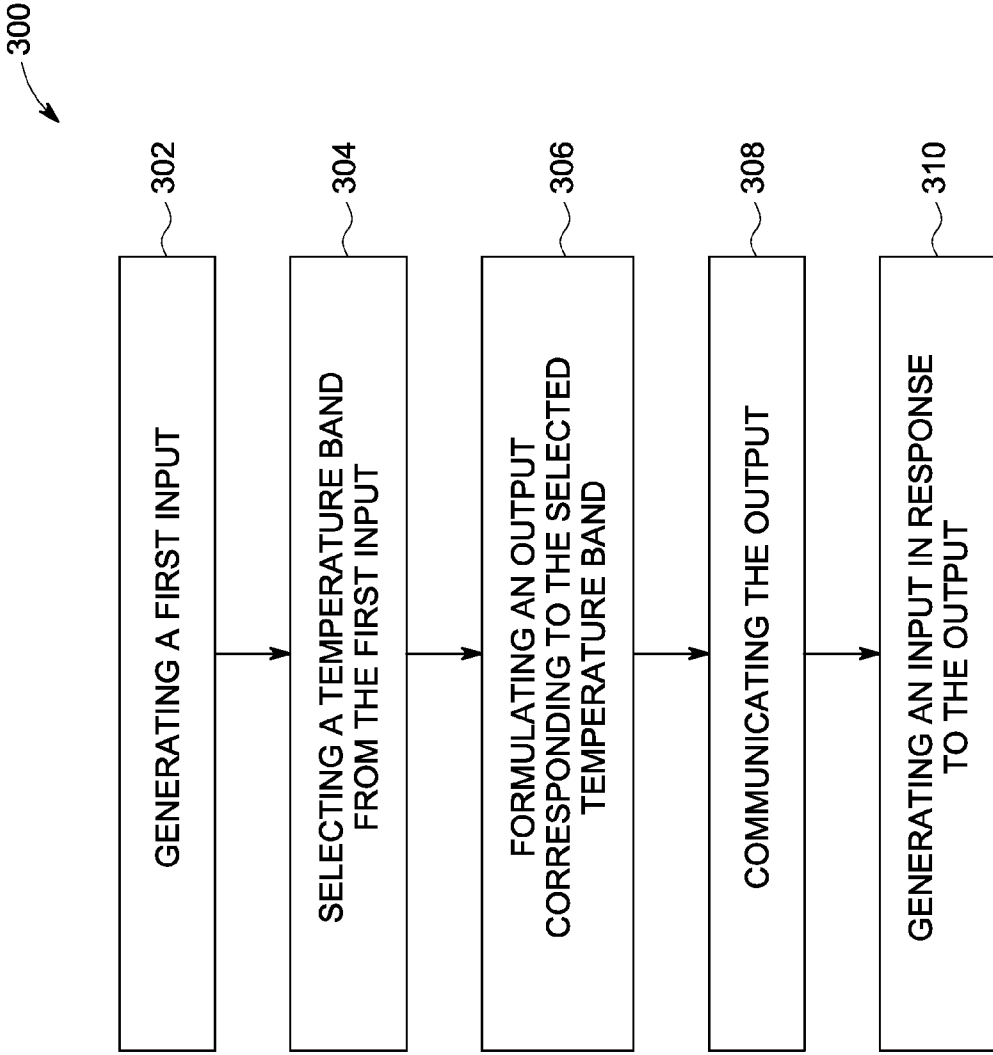 300
GENERATING A FIRST INPUT
302
SELECTING A TEMPERATURE BAND
FROM THE FIRST INPUT
304
FORMULATING AN OUTPUT
CORRESPONDING TO THE SELECTED
TEMPERATURE BAND
306
COMMUNICATING THE OUTPUT
308
GENERATING AN INPUT IN RESPONSE
TO THE OUTPUT
310